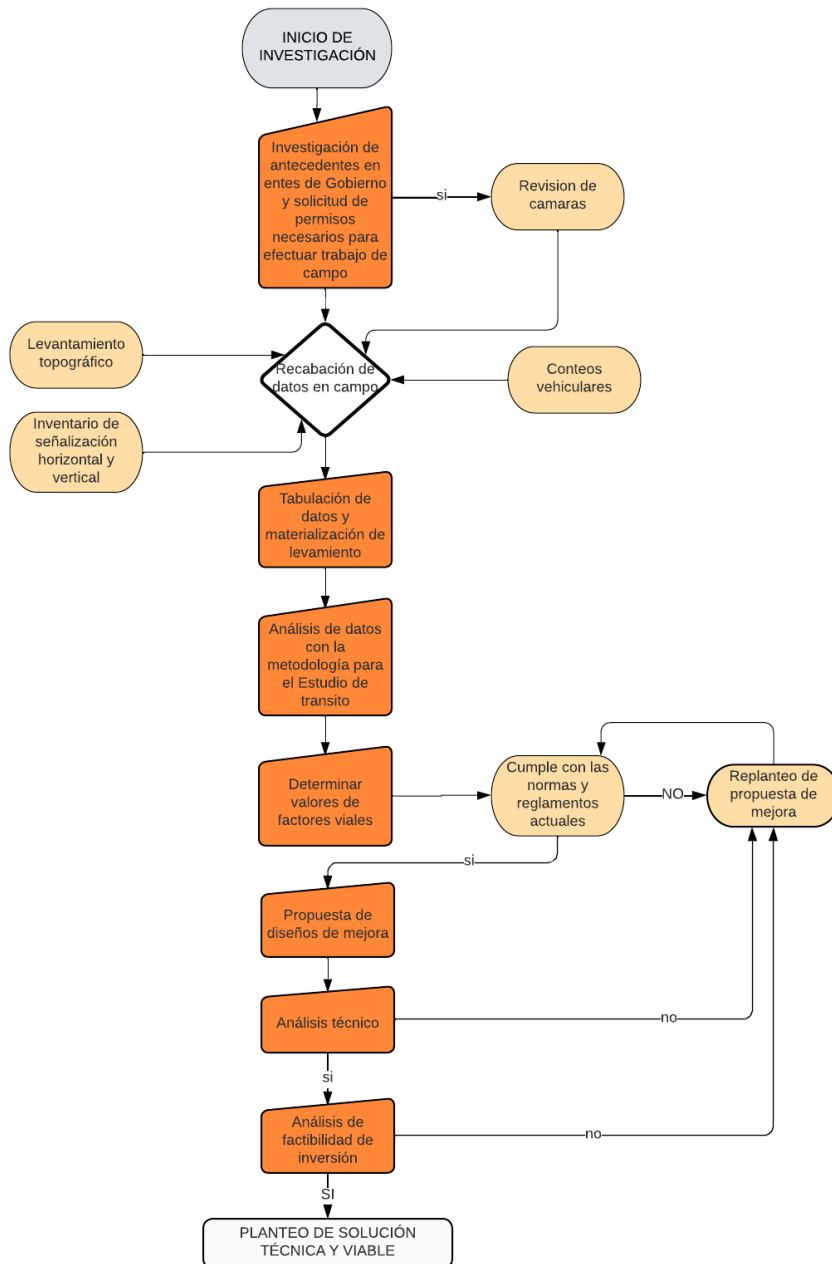 INICIO DE
INVESTIGACIÓN
Investigación de
antecedentes en
entes de Gobierno
y solicitud de
permisos
necesarios para
efectuar trabajo de
campo
si
Revision de
camaras
Levantamiento
topográfico
Recabación de
datos en campo
Conteos
vehiculares
Inventario de
señalización
horizontal y
vertical
Tabulación de
datos y
materialización de
levamiento
Análisis de datos
con la
metodología para
el Estudio de
transito
Determinar
valores de
factores viales
Cumple con las
normas y
reglamentos
actuales
NO
Replanteo de
propuesta de
mejora
si
Propuesta de
diseños de mejora
Análisis técnico
no
si
Análisis de
factibilidad de
inversión
no
SI
PLANTEO DE SOLUCIÓN
TÉCNICA Y VIABLE